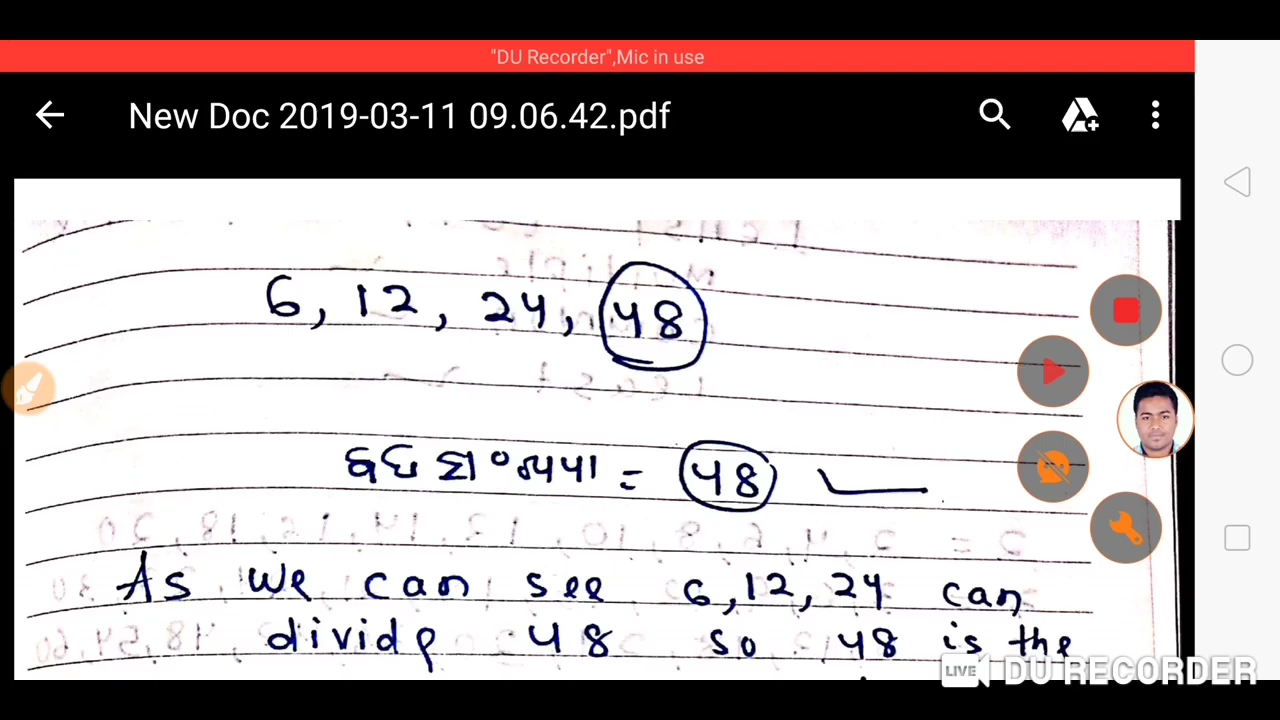 "DU Recorder",Mic in use
New Doc 2019-03-11 09.06.42.pdf
6, 12, 24, 48
= 48
As we can see 6, 12, 24 can
divide 48 so 48 is the
LIVE DU RECORDER